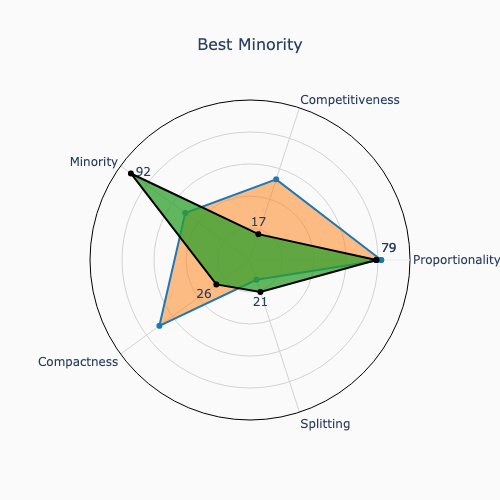 Best Minority
Competitiveness
Minority
92
17
79
Proportionality
26
21
Compactness
Splitting